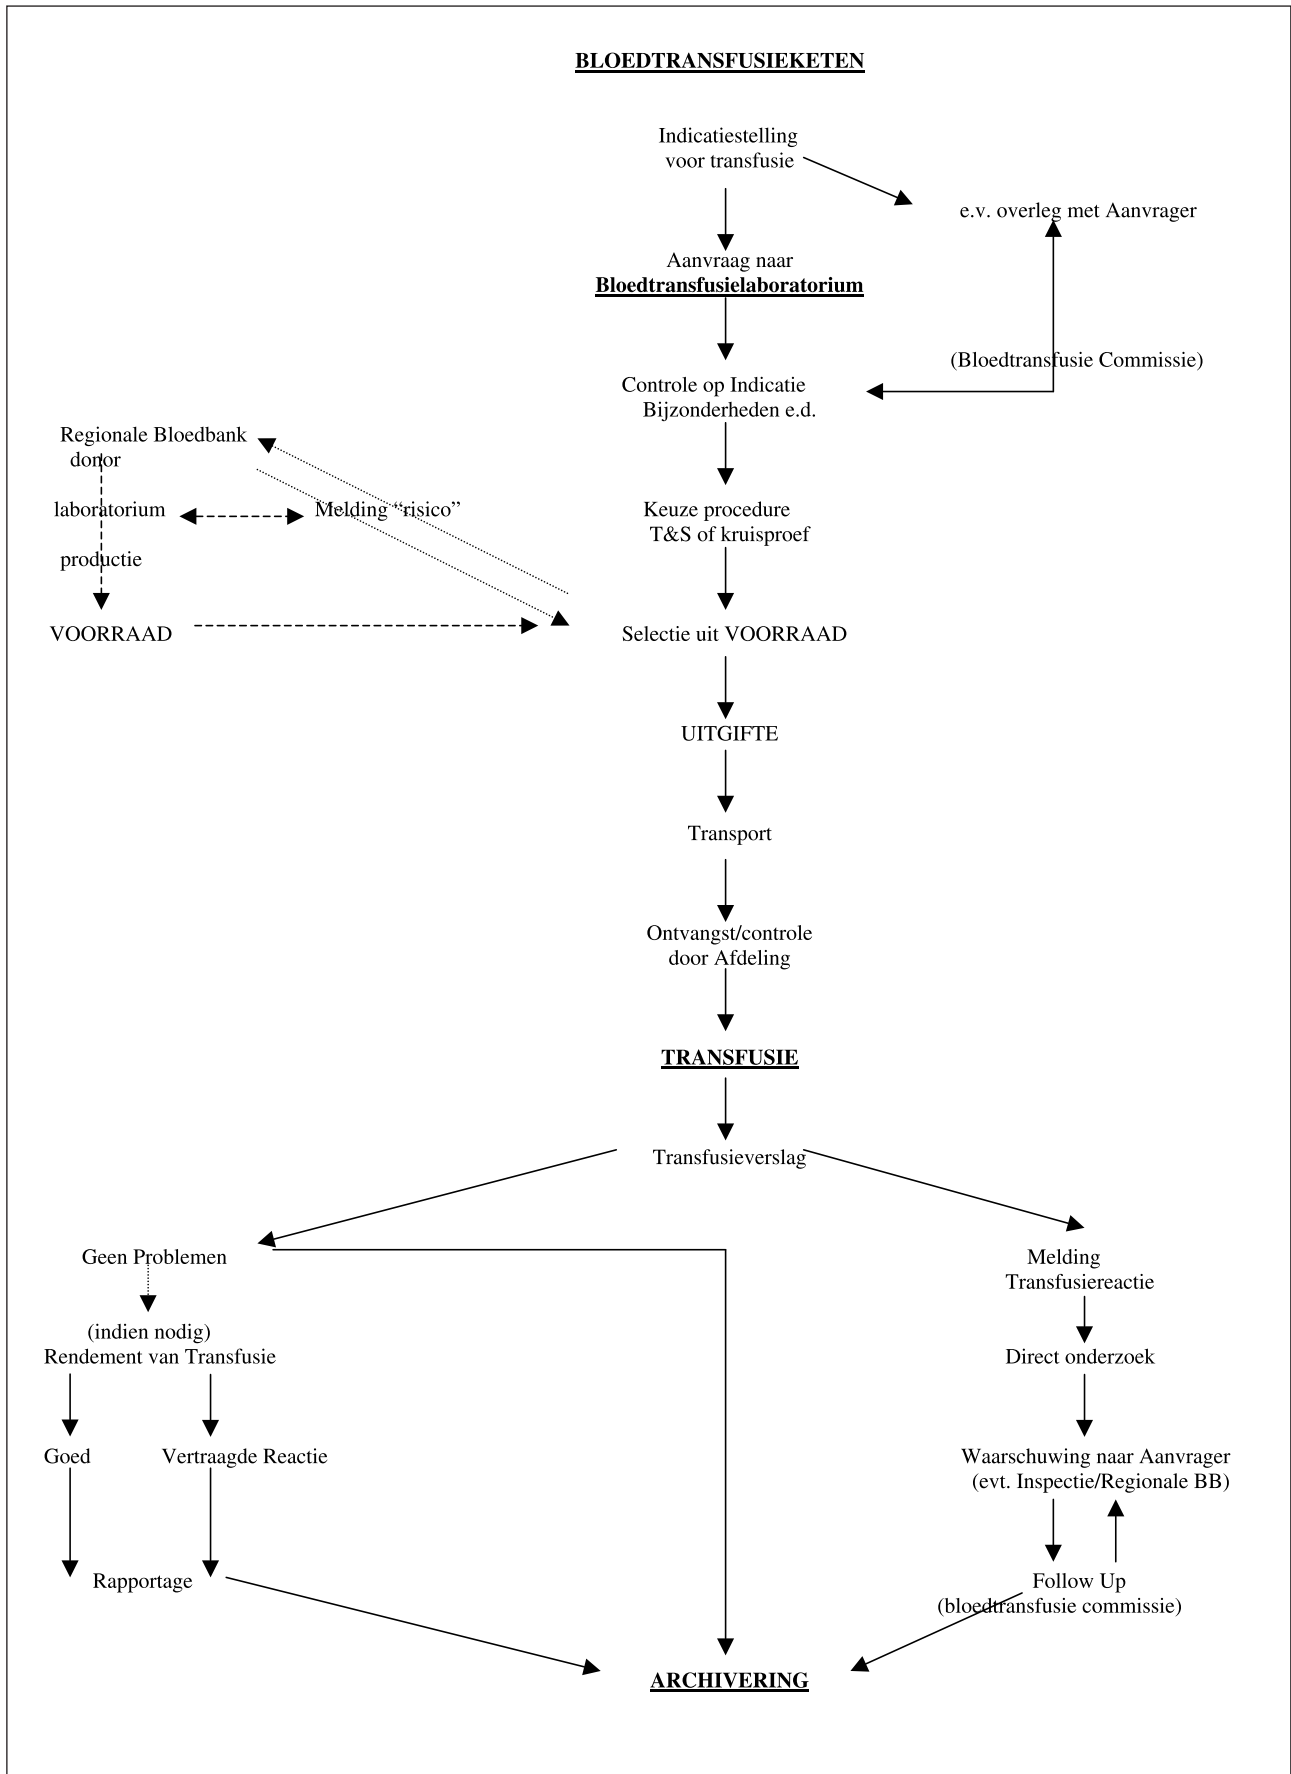 BLOEDTRANSFUSIEKETEN
Indicatiestelling
voor transfusie
e.v. overleg met Aanvrager
Aanvraag naar
Bloedtransfusielaboratorium
(Bloedtransfusie Commissie)
Controle op Indicatie
Bijzonderheden e.d.
Regionale Bloedbank
donor
laboratorium
Melding “risico”
productie
VOORRAAD
Keuze procedure
T&S of kruisproef
Selectie uit VOORRAAD
UITGIFTE
Transport
Ontvangst/controle
door Afdeling
TRANSFUSIE
Transfusieverslag
Geen Problemen
(indien nodig)
Rendement van Transfusie
Goed
Vertraagde Reactie
Rapportage
Melding
Transfusiereactie
Direct onderzoek
Waarschuwing naar Aanvrager
(evt. Inspectie/Regionale BB)
Follow Up
(bloedtransfusie commissie)
ARCHIVERING